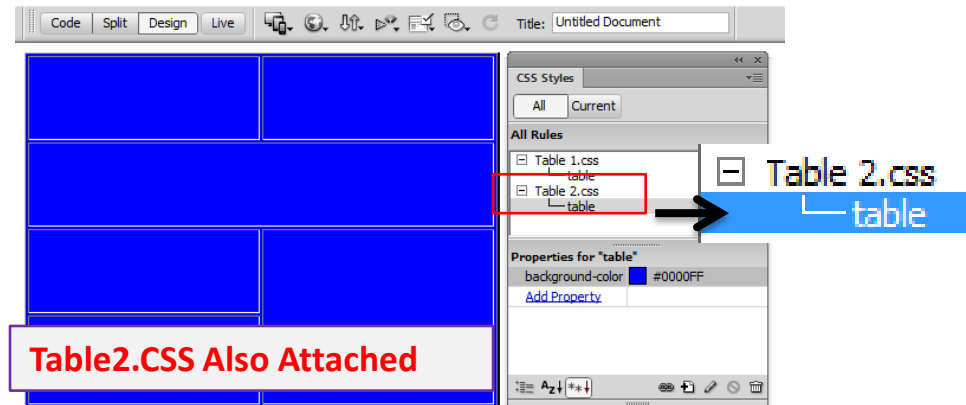 Code Split Design Live Title: Untitled Document
CSS Styles
All Current
All Rules
Table 1.css
table
Table 2.css
table
Table 2.css
table
Properties for "table"
background-color #0000FF
Add Property
Table2.CSS Also Attached
AZ **